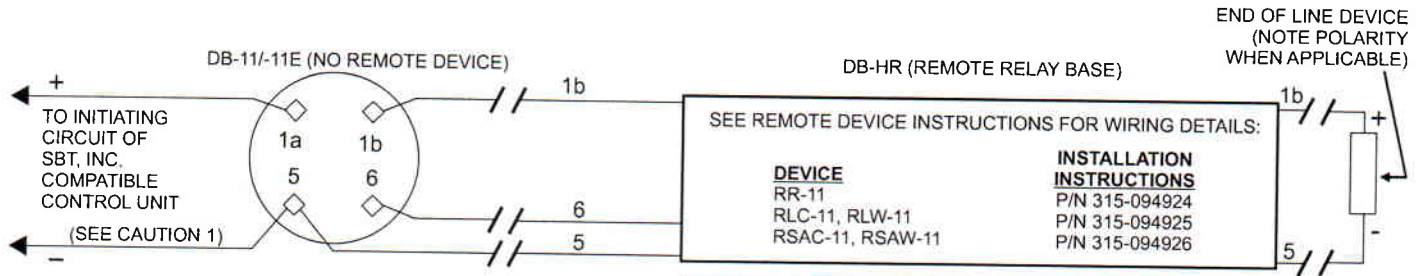 END OF LINE DEVICE
(NOTE POLARITY
WHEN APPLICABLE)
DB-11/-11E (NO REMOTE DEVICE)
DB-HR (REMOTE RELAY BASE)
+
1b
1b
+
TO INITIATING
CIRCUIT OF
SBT, INC.
COMPATIBLE
CONTROL UNIT
(SEE CAUTION 1)
–
1a
1b
5
6
6
5
SEE REMOTE DEVICE INSTRUCTIONS FOR WIRING DETAILS:
DEVICE
RR-11
RLC-11, RLW-11
RSAC-11, RSAW-11
INSTALLATION
INSTRUCTIONS
P/N 315-094924
P/N 315-094925
P/N 315-094926
-
5